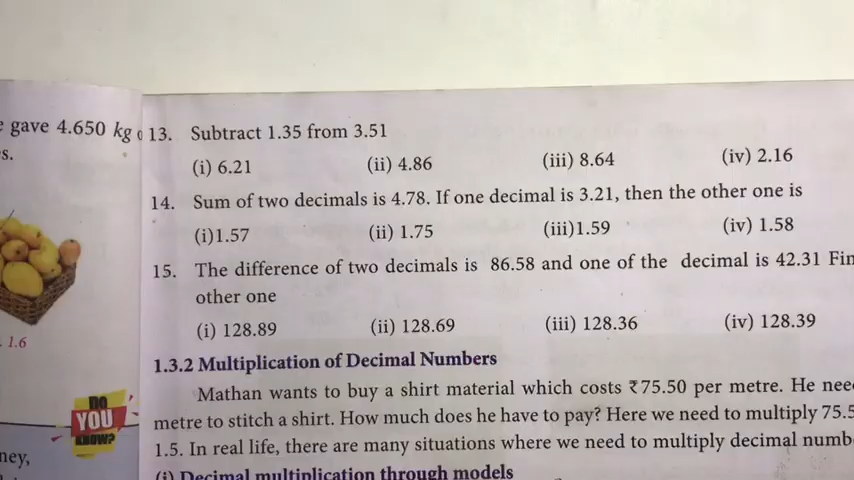 gave 4.650 kg
s.
1.6
DO
YOU
KNOW?
ney,
13. Subtract 1.35 from 3.51
(i) 6.21 (ii) 4.86 (iii) 8.64 (iv) 2.16
14. Sum of two decimals is 4.78. If one decimal is 3.21, then the other one is
(i)1.57 (ii) 1.75 (iii)1.59 (iv) 1.58
15. The difference of two decimals is 86.58 and one of the decimal is 42.31 Fin
other one
(i) 128.89 (ii) 128.69 (iii) 128.36 (iv) 128.39
1.3.2 Multiplication of Decimal Numbers
Mathan wants to buy a shirt material which costs ₹75.50 per metre. He nee
metre to stitch a shirt. How much does he have to pay? Here we need to multiply 75.5
1.5. In real life, there are many situations where we need to multiply decimal numb
(i) Decimal multiplication through models